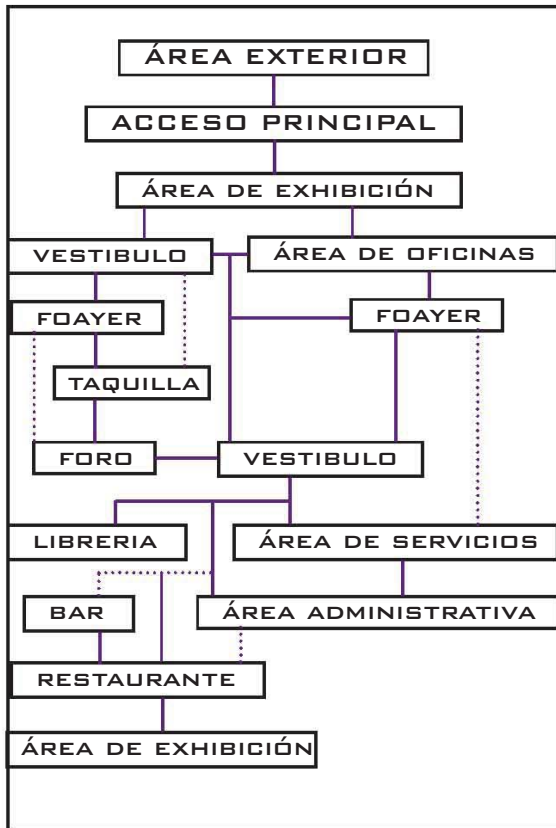 ÁREA EXTERIOR
ACCESO PRINCIPAL
ÁREA DE EXHIBICIÓN
VESTIBULO
ÁREA DE OFICINAS
FOAYER
FOAYER
TAQUILLA
FORO
VESTIBULO
LIBRERIA
ÁREA DE SERVICIOS
BAR
ÁREA ADMINISTRATIVA
RESTAURANTE
ÁREA DE EXHIBICIÓN